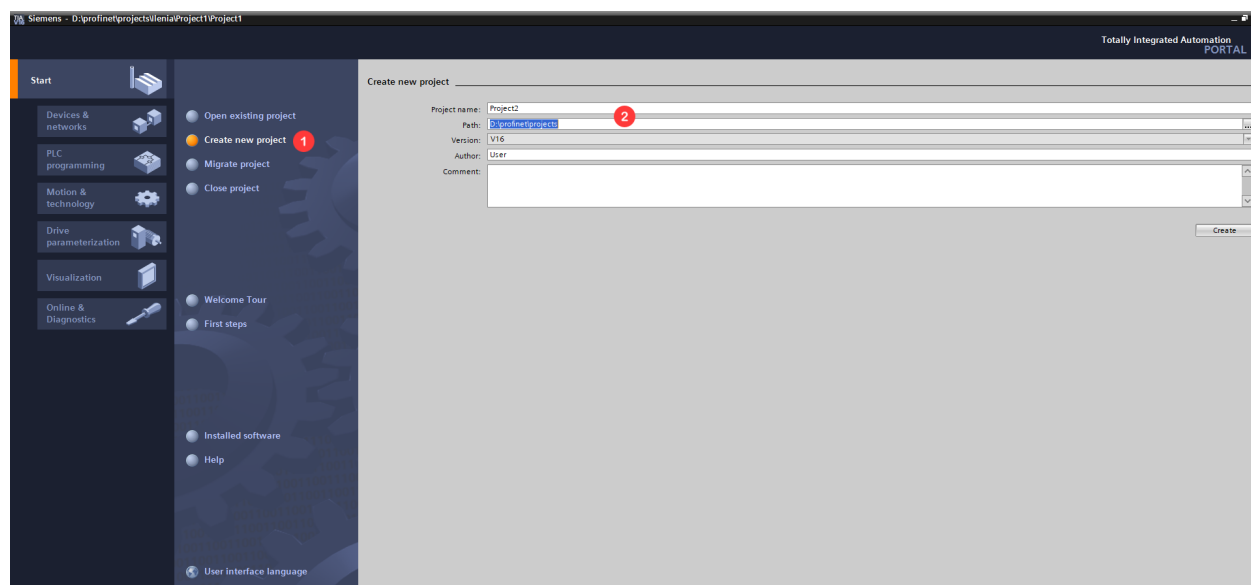 Siemens - D:\profinet\projects\Ilenia\Project1\Project1
Totally Integrated Automation
PORTAL
Start
Devices &
networks
PLC
programming
Motion &
technology
Drive
parameterization
Visualization
Online &
Diagnostics
Open existing project
Create new project 1
Migrate project
Close project
Welcome Tour
First steps
Installed software
Help
User interface language
Create new project
Project name: Project2
2
Path: D:\profinet\projects ...
Version: V16
Author: User
Comment:
Create